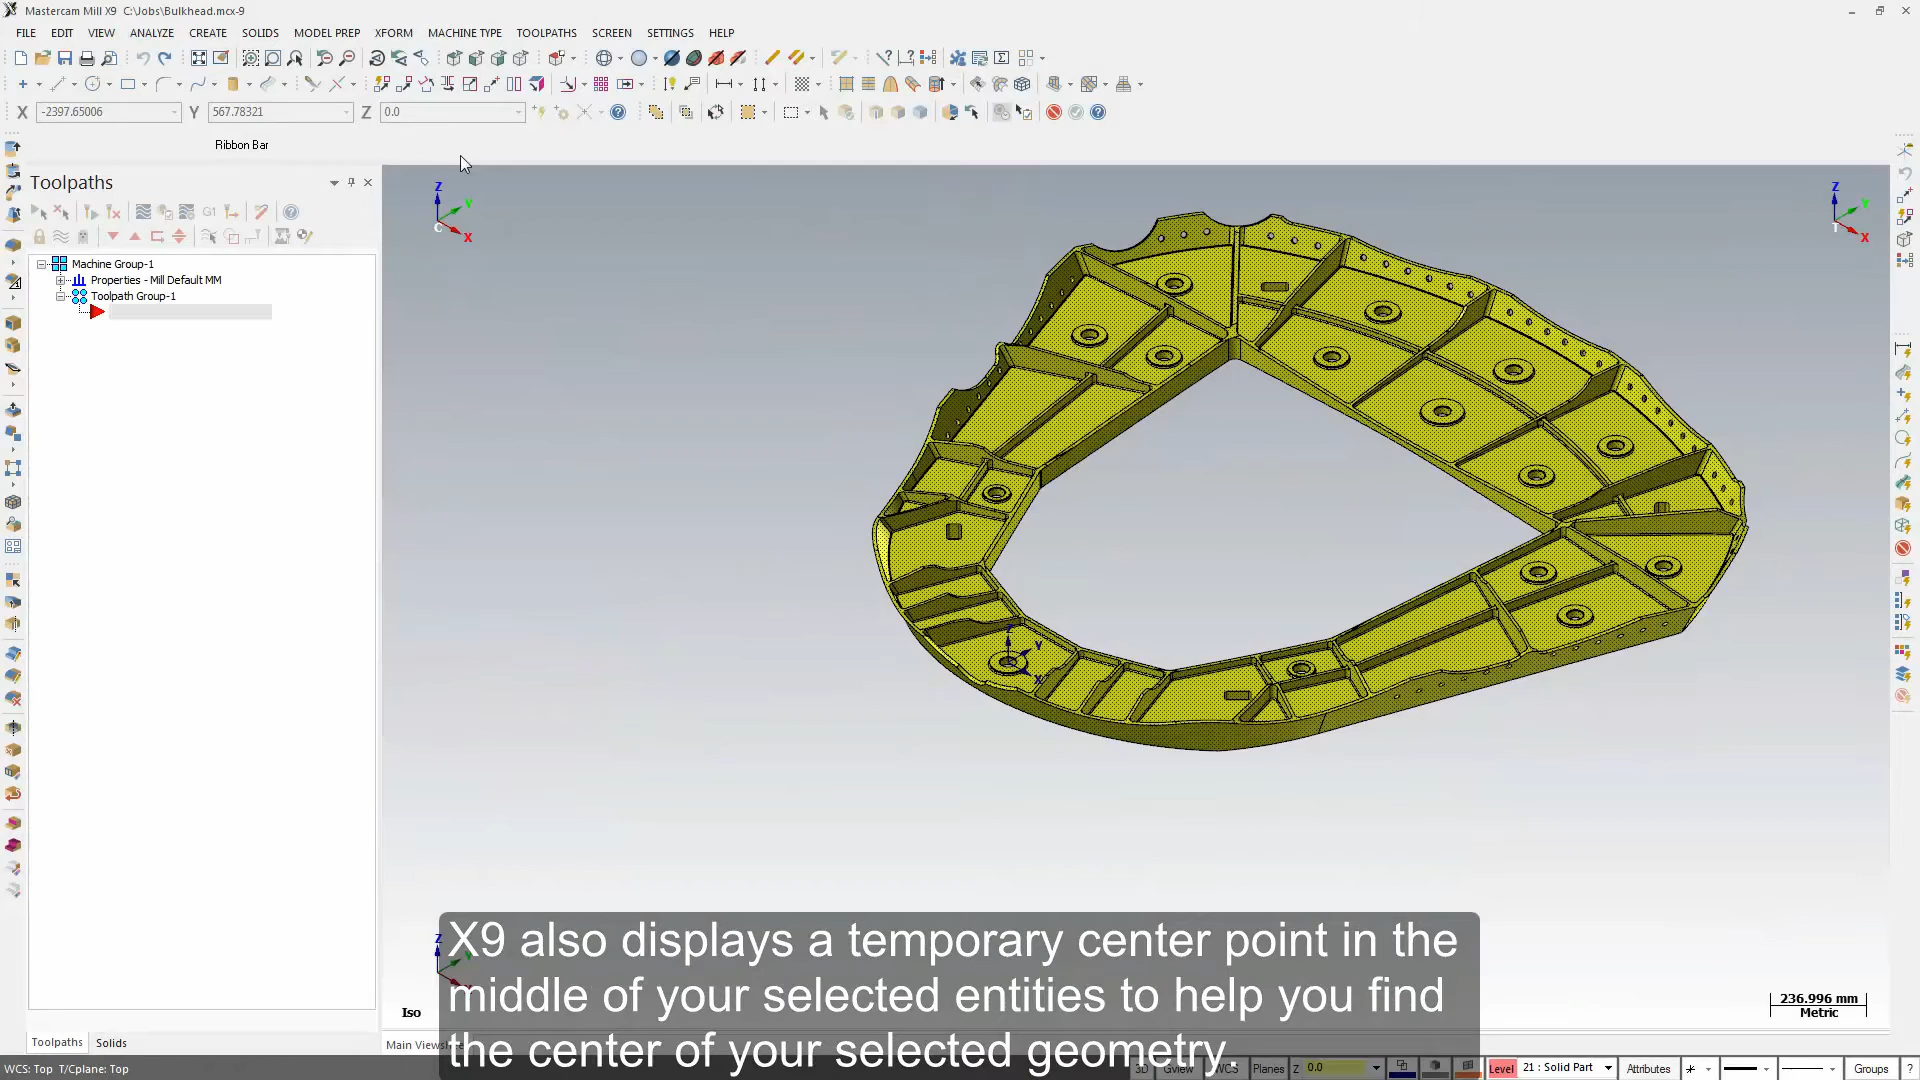 Mastercam Mill X9  C:\Jobs\Bulkhead.mcx-9
FILE EDIT VIEW ANALYZE CREATE SOLIDS MODEL PREP XFORM MACHINE TYPE TOOLPATHS SCREEN SETTINGS HELP
X -2397.65006 Y 567.78321 Z 0.0
Ribbon Bar
Toolpaths
G1
Machine Group-1
Properties - Mill Default MM
Toolpath Group-1
Z
Y
X
C
Z
Y
X
T
Z
Y
X
Z
X9 also displays a temporary center point in the
middle of your selected entities to help you find
the center of your selected geometry.
Iso
236.996 mm
Metric
Toolpaths Solids
Main Viewsheet
WCS: Top T/Cplane: Top
3D Gview WCS Planes Z 0.0 Level 21 : Solid Part Attributes Groups ?